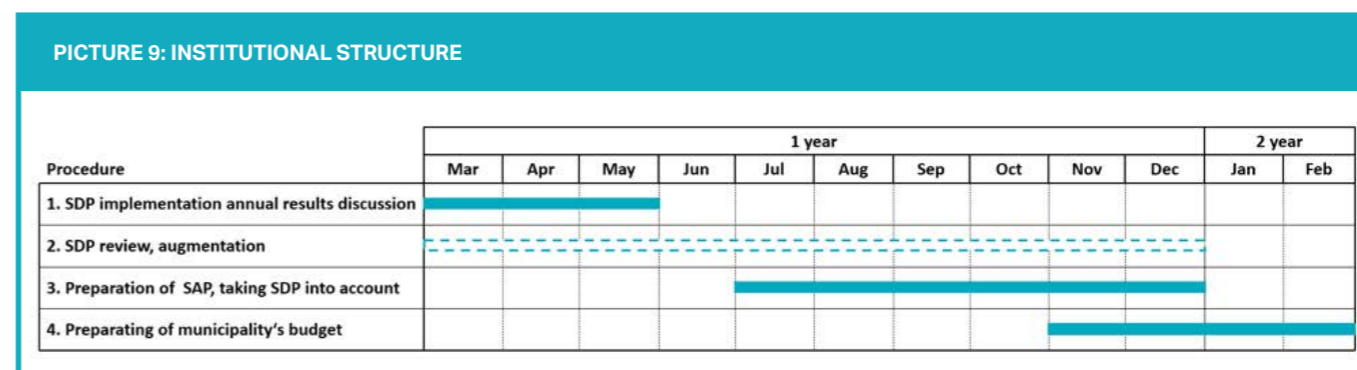 PICTURE 9: INSTITUTIONAL STRUCTURE
1 year 2 year
Procedure Mar Apr May Jun Jul Aug Sep Oct Nov Dec Jan Feb
1. SDP implementation annual results discussion
2. SDP review, augmentation
3. Preparation of SAP, taking SDP into account
4. Preparating of municipality‘s budget